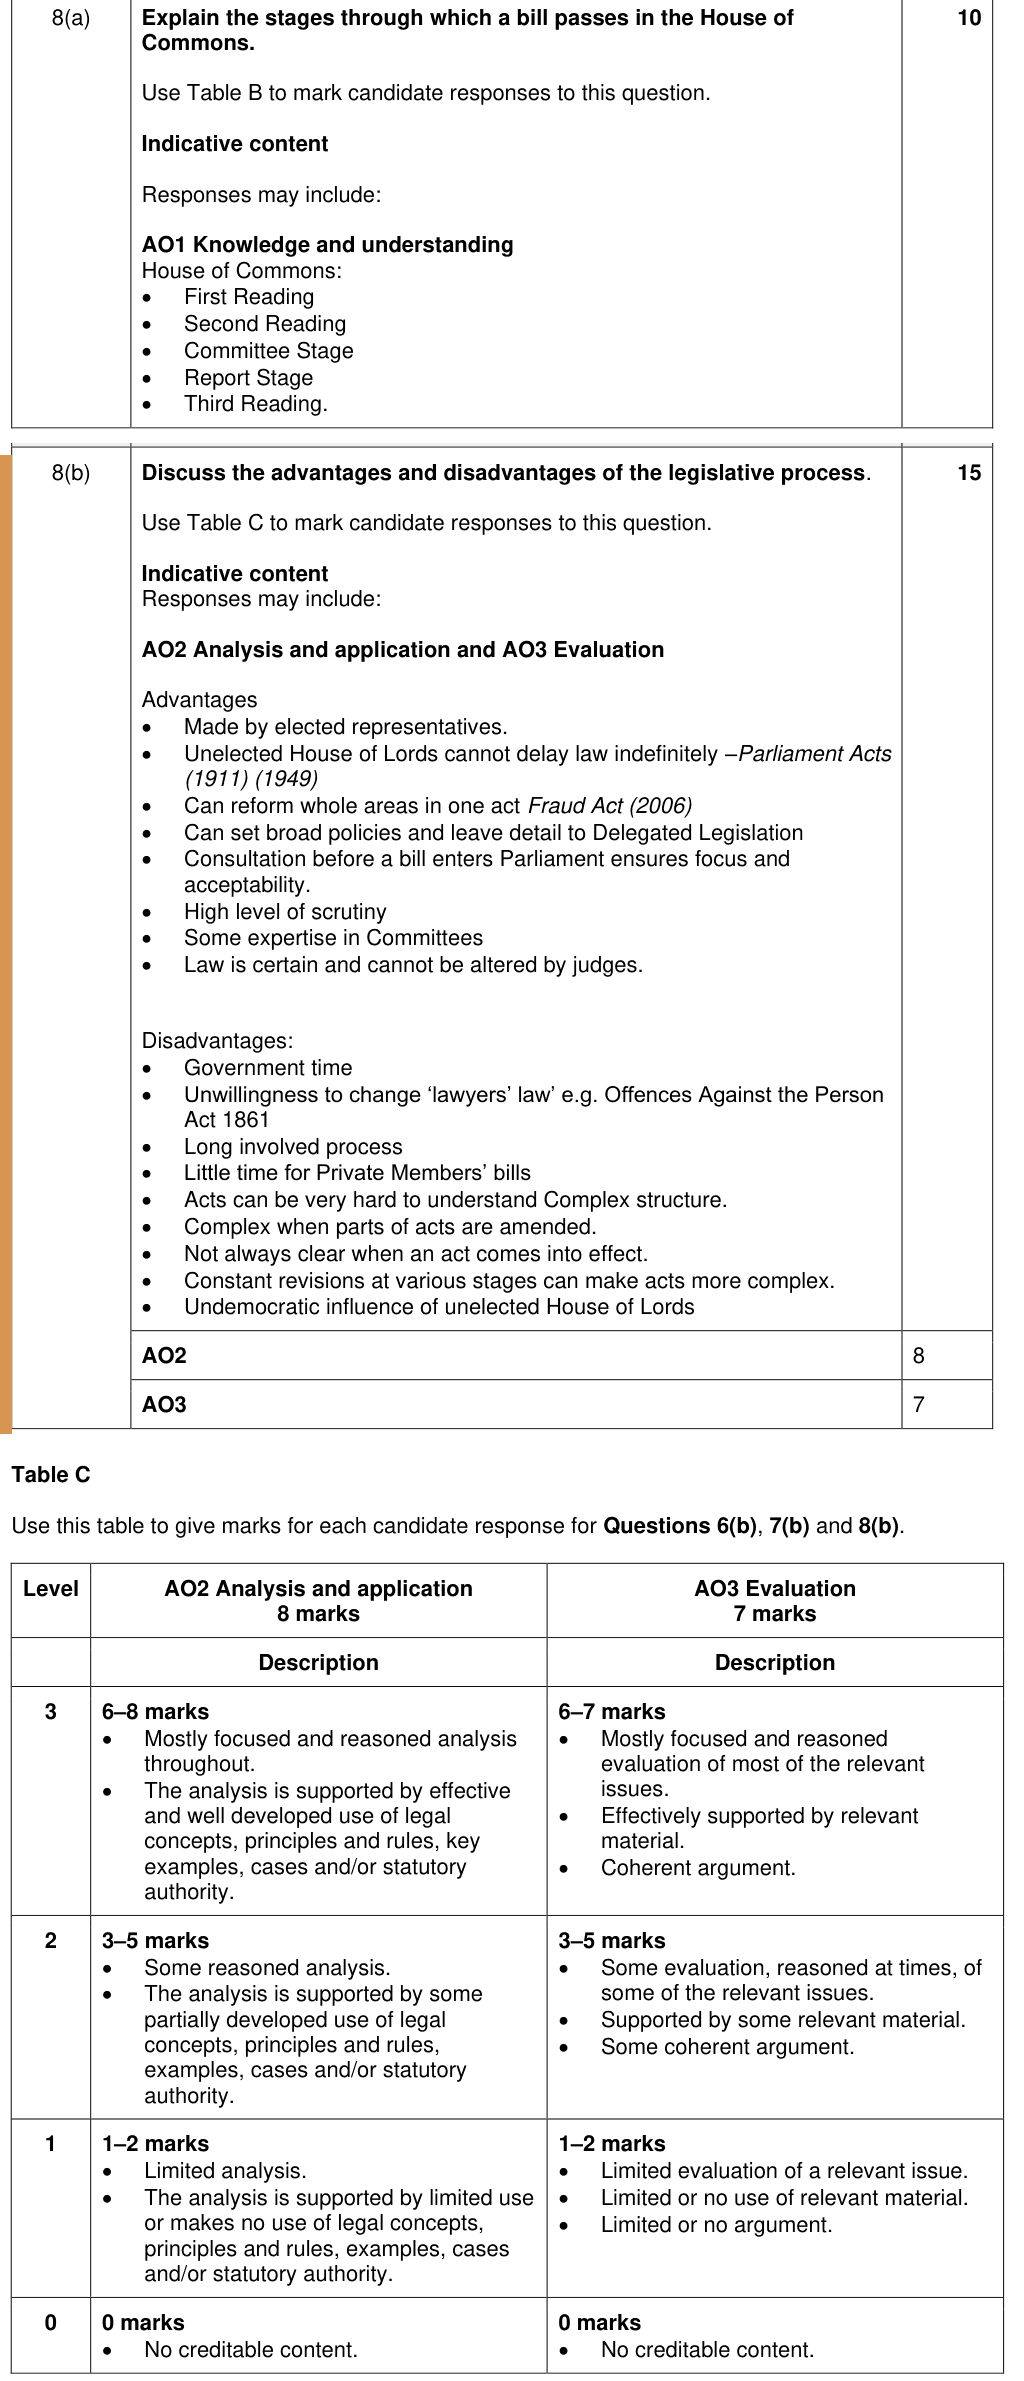 8(a)
Explain the stages through which a bill passes in the House of
Commons.
10
Use Table B to mark candidate responses to this question.
Indicative content
Responses may include:
AO1 Knowledge and understanding
House of Commons:
• First Reading
• Second Reading
• Committee Stage
• Report Stage
• Third Reading.
8(b)
Discuss the advantages and disadvantages of the legislative process.
15
Use Table C to mark candidate responses to this question.
Indicative content
Responses may include:
AO2 Analysis and application and AO3 Evaluation
Advantages
• Made by elected representatives.
• Unelected House of Lords cannot delay law indefinitely –Parliament Acts
(1911) (1949)
• Can reform whole areas in one act Fraud Act (2006)
• Can set broad policies and leave detail to Delegated Legislation
• Consultation before a bill enters Parliament ensures focus and
acceptability.
• High level of scrutiny
• Some expertise in Committees
• Law is certain and cannot be altered by judges.
Disadvantages:
• Government time
• Unwillingness to change ‘lawyers’ law’ e.g. Offences Against the Person
Act 1861
• Long involved process
• Little time for Private Members’ bills
• Acts can be very hard to understand Complex structure.
• Complex when parts of acts are amended.
• Not always clear when an act comes into effect.
• Constant revisions at various stages can make acts more complex.
• Undemocratic influence of unelected House of Lords
AO2 8
AO3 7
Table C
Use this table to give marks for each candidate response for Questions 6(b), 7(b) and 8(b).
Level
AO2 Analysis and application
8 marks
AO3 Evaluation
7 marks
Description
Description
3
6–8 marks
• Mostly focused and reasoned analysis
throughout.
• The analysis is supported by effective
and well developed use of legal
concepts, principles and rules, key
examples, cases and/or statutory
authority.
6–7 marks
• Mostly focused and reasoned
evaluation of most of the relevant
issues.
• Effectively supported by relevant
material.
• Coherent argument.
2
3–5 marks
• Some reasoned analysis.
• The analysis is supported by some
partially developed use of legal
concepts, principles and rules,
examples, cases and/or statutory
authority.
3–5 marks
• Some evaluation, reasoned at times, of
some of the relevant issues.
• Supported by some relevant material.
• Some coherent argument.
1
1–2 marks
• Limited analysis.
• The analysis is supported by limited use
or makes no use of legal concepts,
principles and rules, examples, cases
and/or statutory authority.
1–2 marks
• Limited evaluation of a relevant issue.
• Limited or no use of relevant material.
• Limited or no argument.
0
0 marks
• No creditable content.
0 marks
• No creditable content.